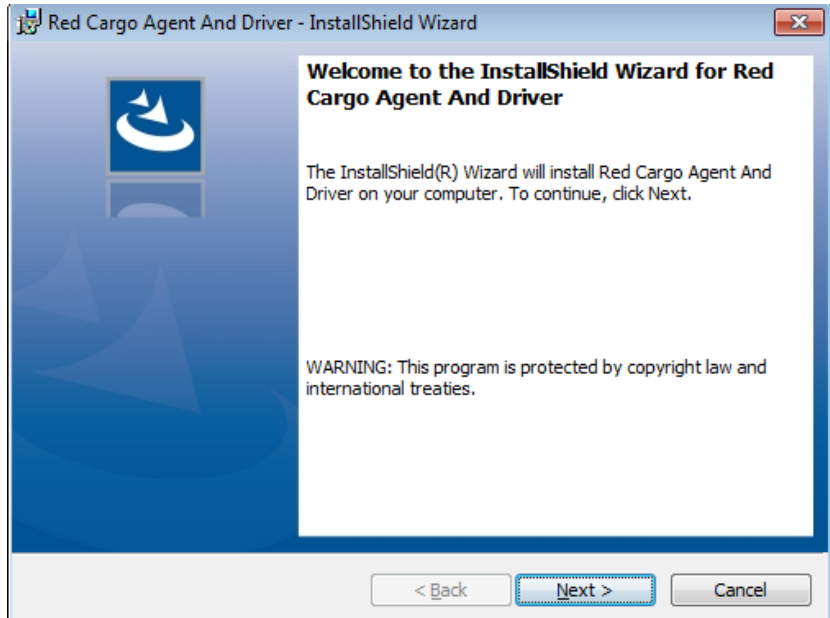 Red Cargo Agent And Driver - InstallShield Wizard
Welcome to the InstallShield Wizard for Red
Cargo Agent And Driver
The InstallShield(R) Wizard will install Red Cargo Agent And
Driver on your computer. To continue, click Next.
WARNING: This program is protected by copyright law and
international treaties.
< Back
Next >
Cancel